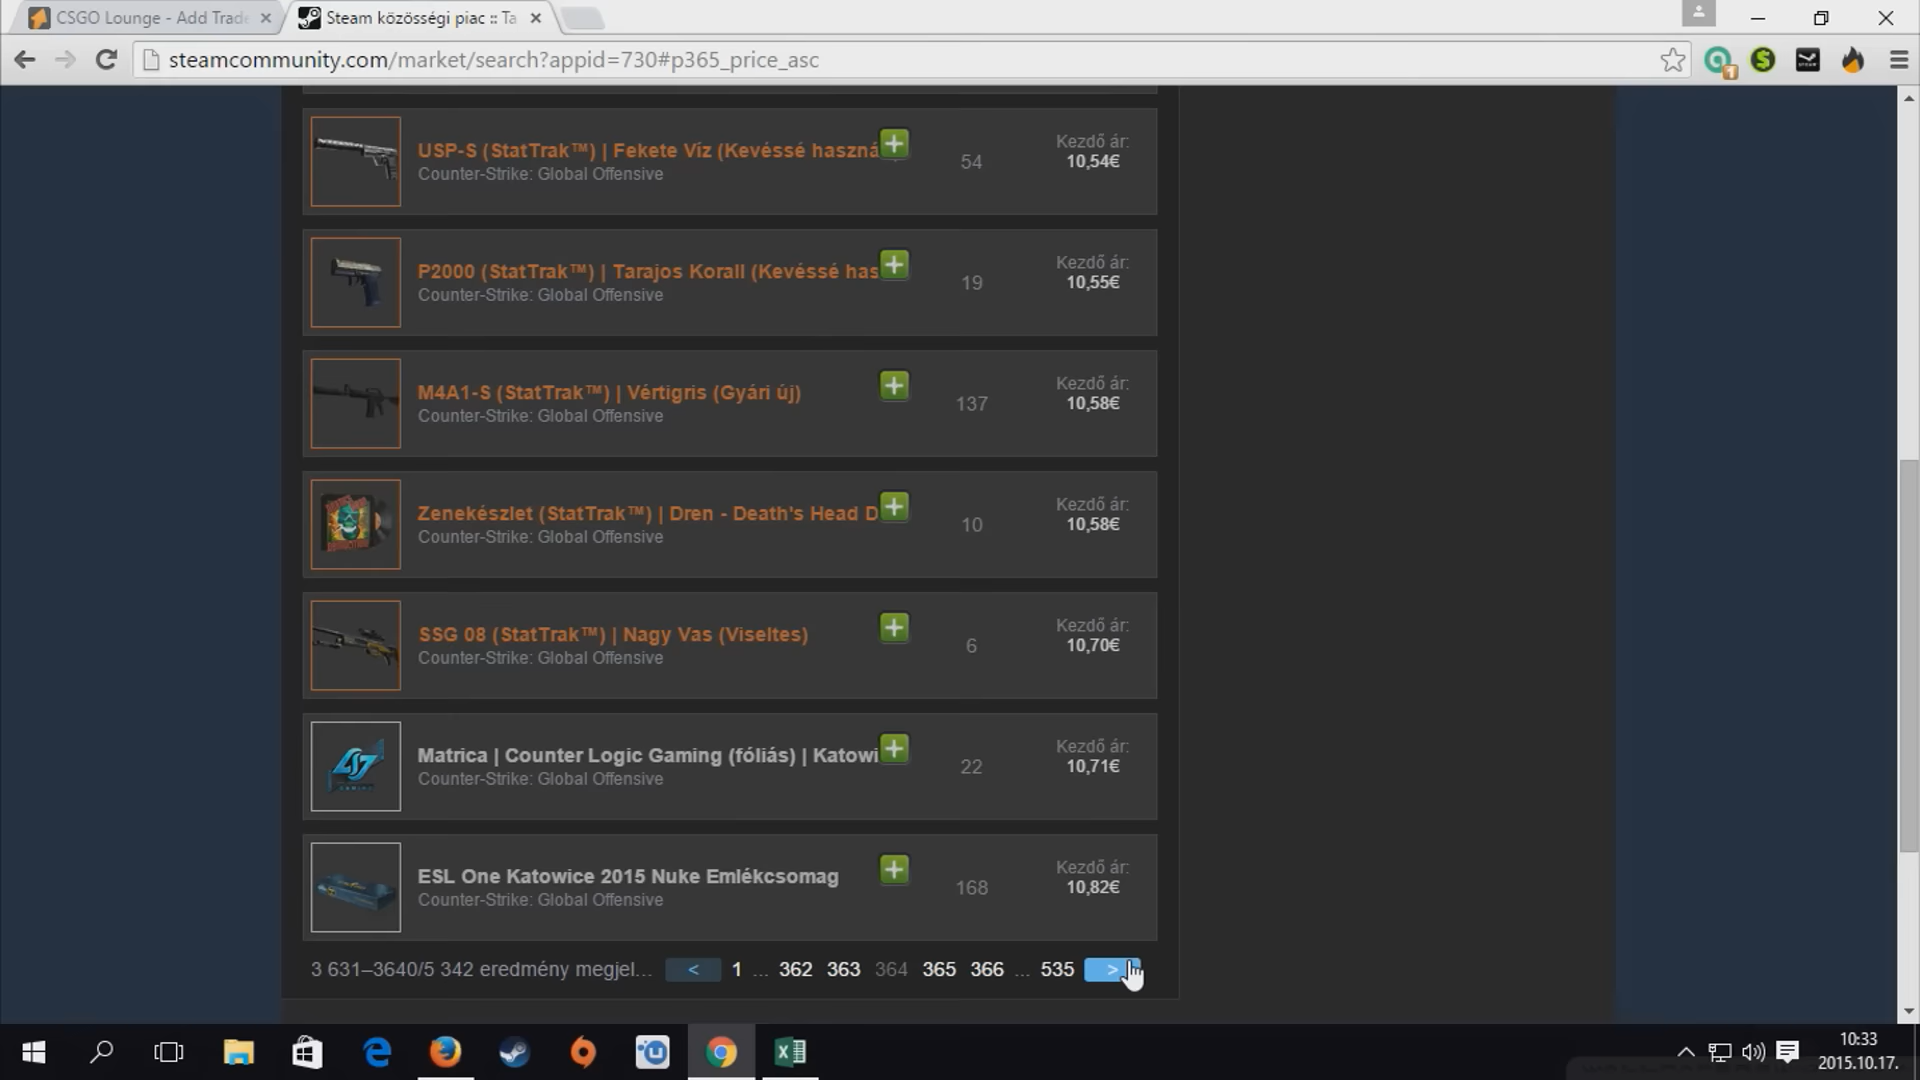 CSGO Lounge - Add Trade
Steam közösségi piac :: Ta
steamcommunity.com/market/search?appid=730#p365_price_asc
1
USP-S (StatTrak™) | Fekete Víz (Kevéssé haszná
Counter-Strike: Global Offensive
54
Kezdő ár:
10,54€
P2000 (StatTrak™) | Tarajos Korall (Kevéssé has
Counter-Strike: Global Offensive
19
Kezdő ár:
10,55€
M4A1-S (StatTrak™) | Vértigris (Gyári új)
Counter-Strike: Global Offensive
137
Kezdő ár:
10,58€
Zenekészlet (StatTrak™) | Dren - Death's Head D
Counter-Strike: Global Offensive
10
Kezdő ár:
10,58€
SSG 08 (StatTrak™) | Nagy Vas (Viseltes)
Counter-Strike: Global Offensive
6
Kezdő ár:
10,70€
Matrica | Counter Logic Gaming (fóliás) | Katowi
Counter-Strike: Global Offensive
22
Kezdő ár:
10,71€
ESL One Katowice 2015 Nuke Emlékcsomag
Counter-Strike: Global Offensive
168
Kezdő ár:
10,82€
3 631–3640/5 342 eredmény megjel... < 1 ... 362 363 364 365 366 ... 535 >
10:33
2015.10.17.